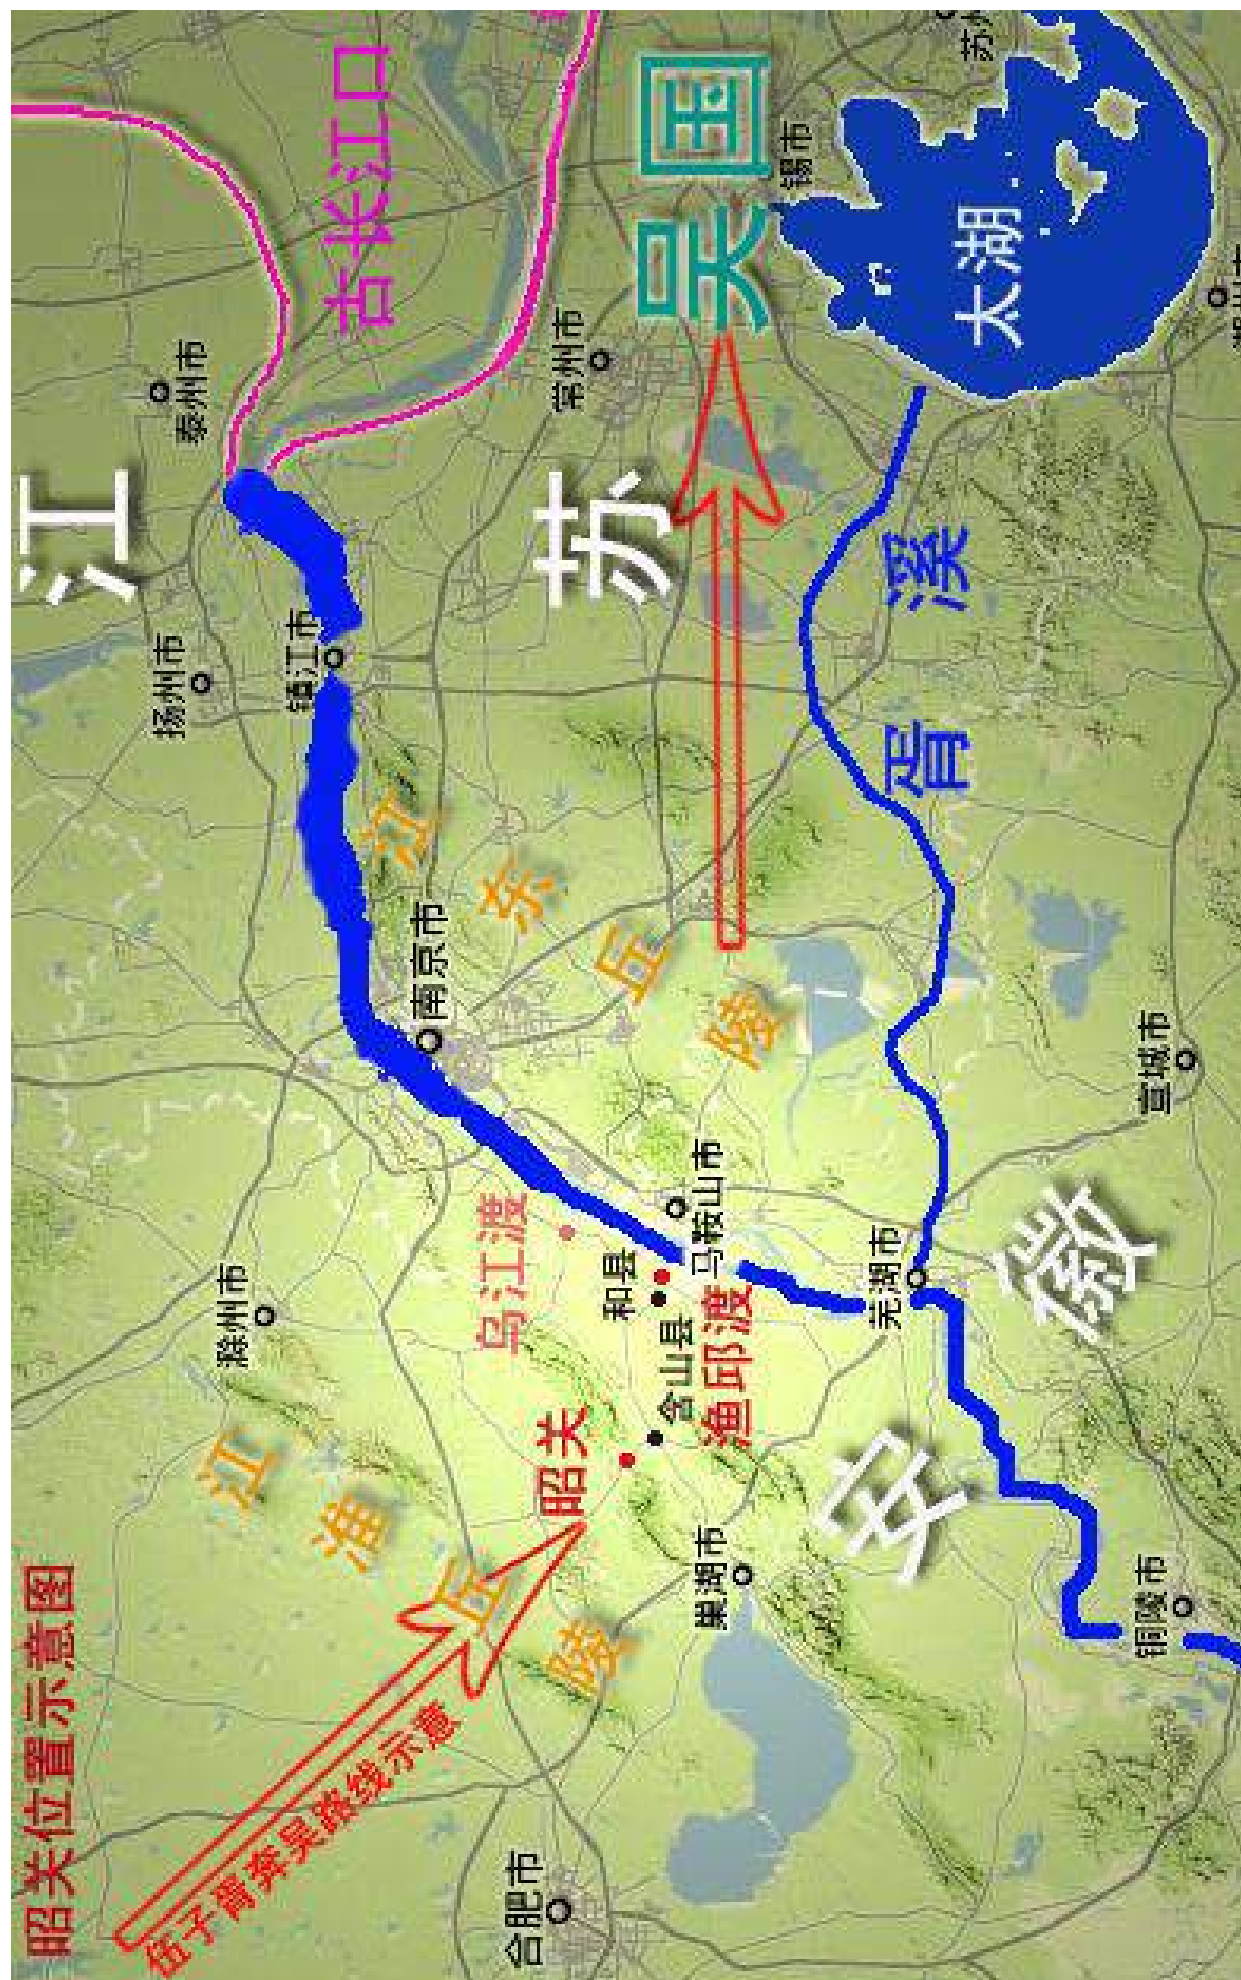 昭关位置示意图
伍子胥奔吴路线示意
江苏
古长江口
泰州市
扬州市
镇江市
常州市
吴国
锡市
苏州
太湖
南京市
江东丘陵
滁州市
江淮丘陵
乌江渡
和县
马鞍山市
含山县
渔邱渡
昭关
胥溪
芜湖市
宣城市
安徽
巢湖市
合肥市
铜陵市